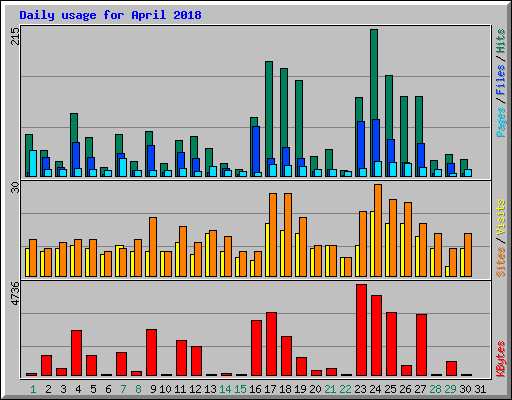 Daily usage for April 2018
215
Pages / Files / Hits
30
Sites / Visits
4736
KBytes
1 2 3 4 5 6 7 8 9 10 11 12 13 14 15 16 17 18 19 20 21 22 23 24 25 26 27 28 29 30 31